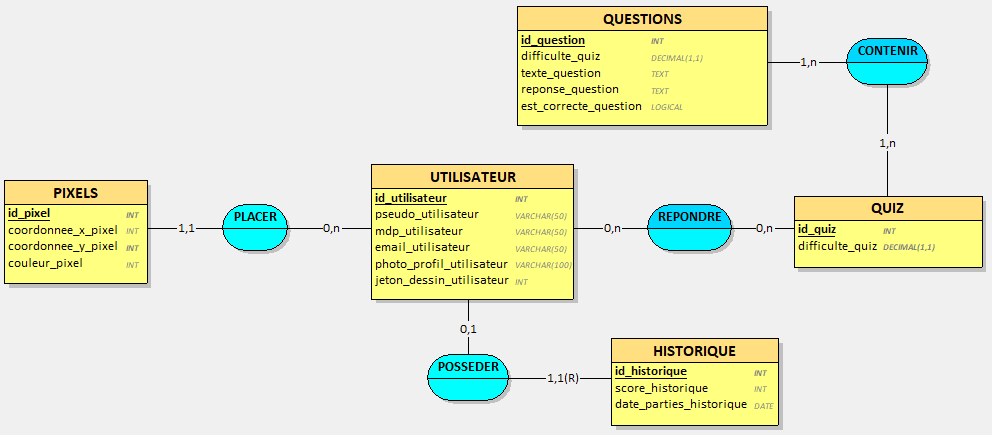 QUESTIONS
id_question INT
difficulte_quiz DECIMAL(1,1)
texte_question TEXT
reponse_question TEXT
est_correcte_question LOGICAL
1,n
CONTENIR
1,n
PIXELS
id_pixel INT
coordonnee_x_pixel INT
coordonnee_y_pixel INT
couleur_pixel INT
1,1
PLACER
0,n
UTILISATEUR
id_utilisateur INT
pseudo_utilisateur VARCHAR(50)
mdp_utilisateur VARCHAR(50)
email_utilisateur VARCHAR(50)
photo_profil_utilisateur VARCHAR(100)
jeton_dessin_utilisateur INT
0,n
REPONDRE
0,n
QUIZ
id_quiz INT
difficulte_quiz DECIMAL(1,1)
0,1
POSSEDER
1,1(R)
HISTORIQUE
id_historique INT
score_historique INT
date_parties_historique DATE